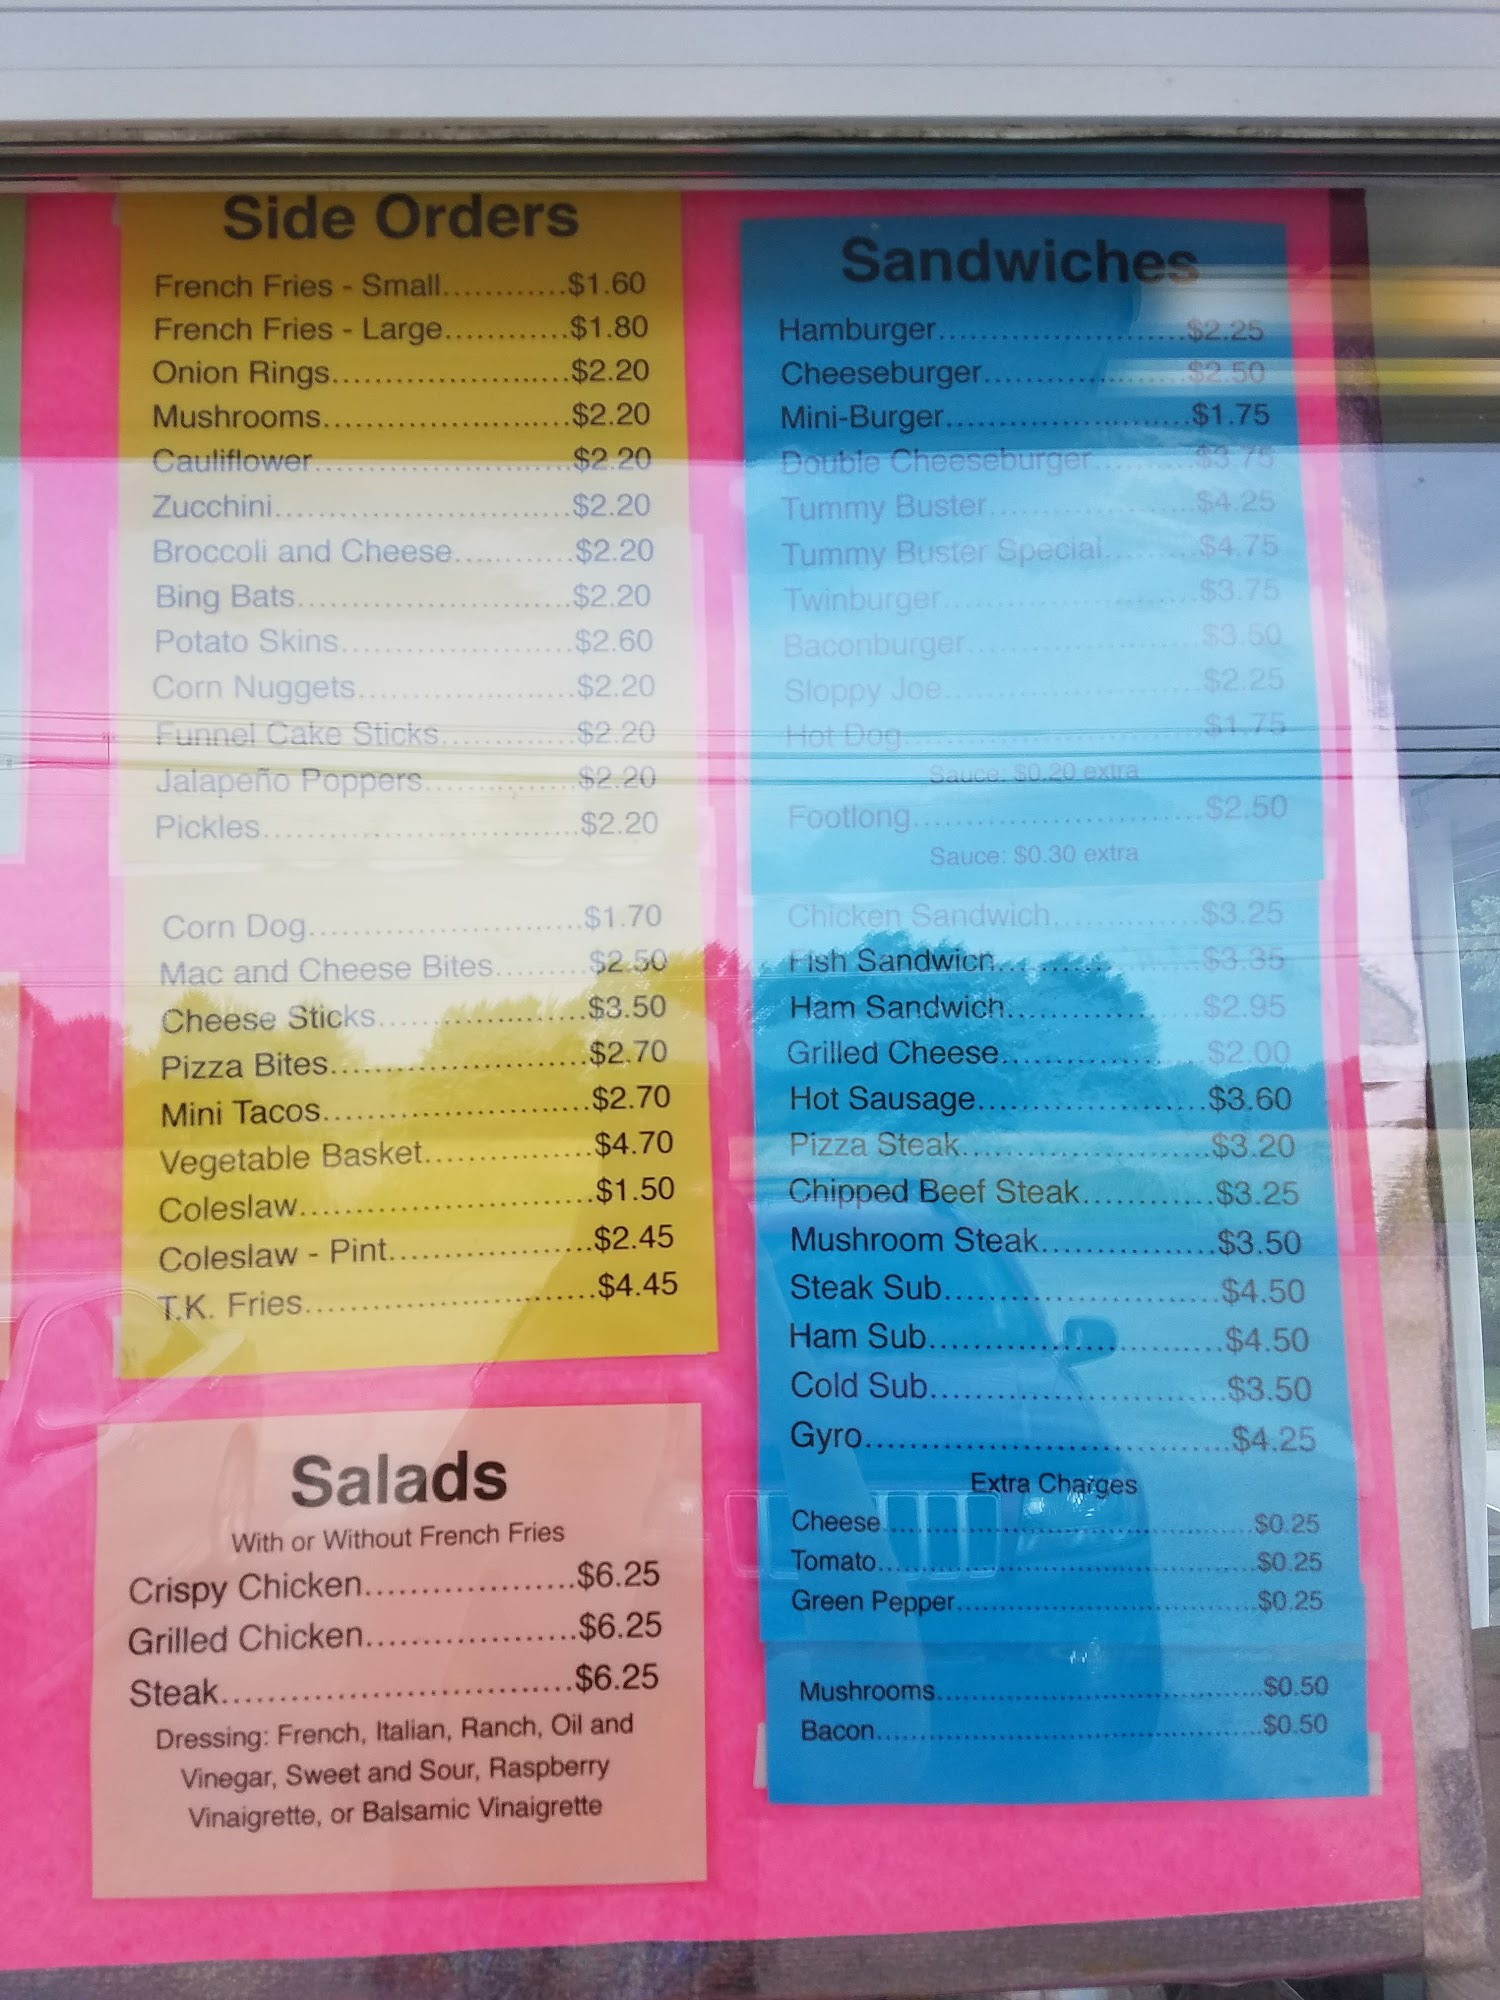 Side Orders
French Fries - Small............$1.60
French Fries - Large............$1.80
Onion Rings.......................$2.20
Mushrooms........................$2.20
Cauliflower.........................$2.20
Zucchini.............................$2.20
Broccoli and Cheese...........$2.20
Bing Bats...........................$2.20
Potato Skins.......................$2.60
Corn Nuggets.....................$2.20
Funnel Cake Sticks.............$2.20
Jalapeño Poppers...............$2.20
Pickles...............................$2.20
Corn Dog...........................$1.70
Mac and Cheese Bites.........$2.50
Cheese Sticks....................$3.50
Pizza Bites.........................$2.70
Mini Tacos..........................$2.70
Vegetable Basket................$4.70
Coleslaw............................$1.50
Coleslaw - Pint...................$2.45
T.K. Fries............................$4.45
Salads
With or Without French Fries
Crispy Chicken...................$6.25
Grilled Chicken...................$6.25
Steak................................$6.25
Dressing: French, Italian, Ranch, Oil and
Vinegar, Sweet and Sour, Raspberry
Vinaigrette, or Balsamic Vinaigrette
Sandwiches
Hamburger........................$2.25
Cheeseburger....................$2.50
Mini-Burger........................$1.75
Double Cheeseburger..........$3.75
Tummy Buster....................$4.25
Tummy Buster Special.........$4.75
Twinburger.........................$3.75
Baconburger......................$3.50
Sloppy Joe.........................$2.25
Hot Dog.............................$1.75
Sauce: $0.20 extra
Footlong............................$2.50
Sauce: $0.30 extra
Chicken Sandwich..............$3.25
Fish Sandwich...................$3.35
Ham Sandwich...................$2.95
Grilled Cheese...................$2.00
Hot Sausage......................$3.60
Pizza Steak........................$3.20
Chipped Beef Steak............$3.25
Mushroom Steak................$3.50
Steak Sub..........................$4.50
Ham Sub............................$4.50
Cold Sub............................$3.50
Gyro..................................$4.25
Extra Charges
Cheese..............................$0.25
Tomato..............................$0.25
Green Pepper.....................$0.25
Mushrooms........................$0.50
Bacon................................$0.50